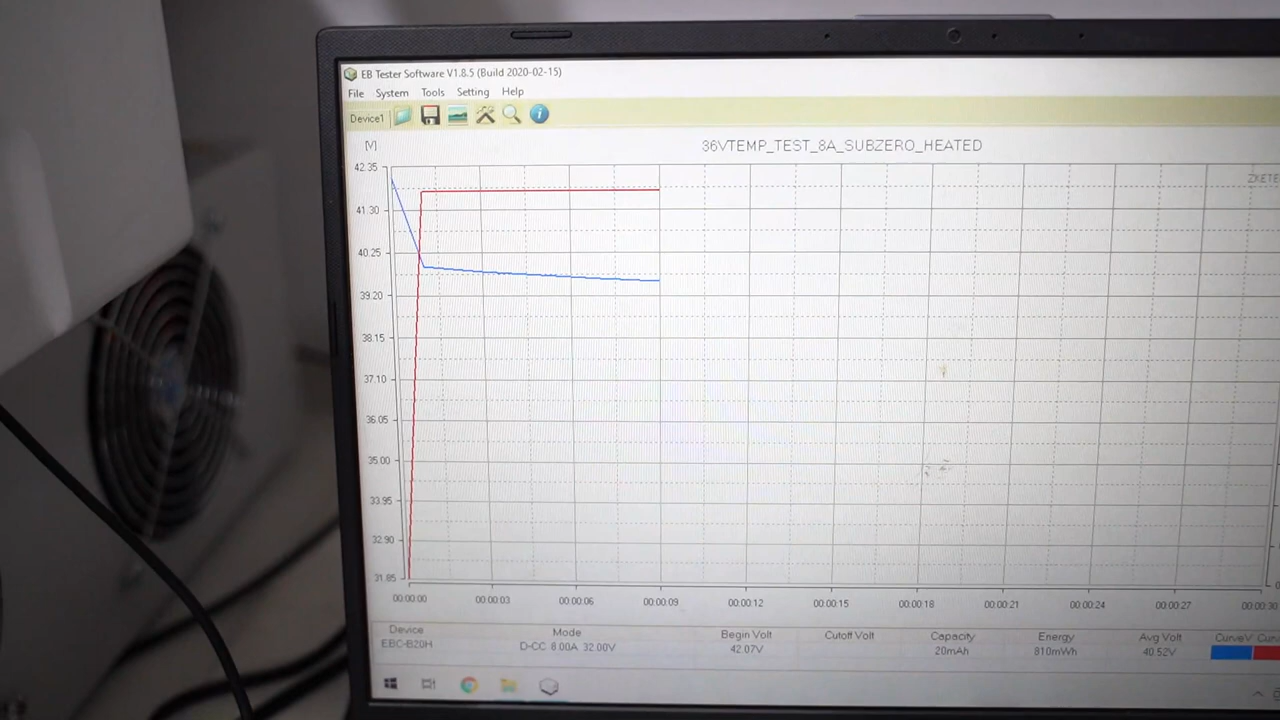 EB Tester Software V1.8.5 (Build 2020-02-15)
File System Tools Setting Help
Device1
[V] 36VTEMP_TEST_8A_SUBZERO_HEATED
42.35
41.30
40.25
39.20
38.15
37.10
36.05
35.00
33.95
32.90
31.85
00:00:00 00:00:03 00:00:06 00:00:09 00:00:12 00:00:15 00:00:18 00:00:21 00:00:24 00:00:27 00:00:30
Device Mode Begin Volt Cutoff Volt Capacity Energy Avg Volt CurveV
EBC-B20H D-CC 8.00A 32.00V 42.07V 20mAh 810mWh 40.52V